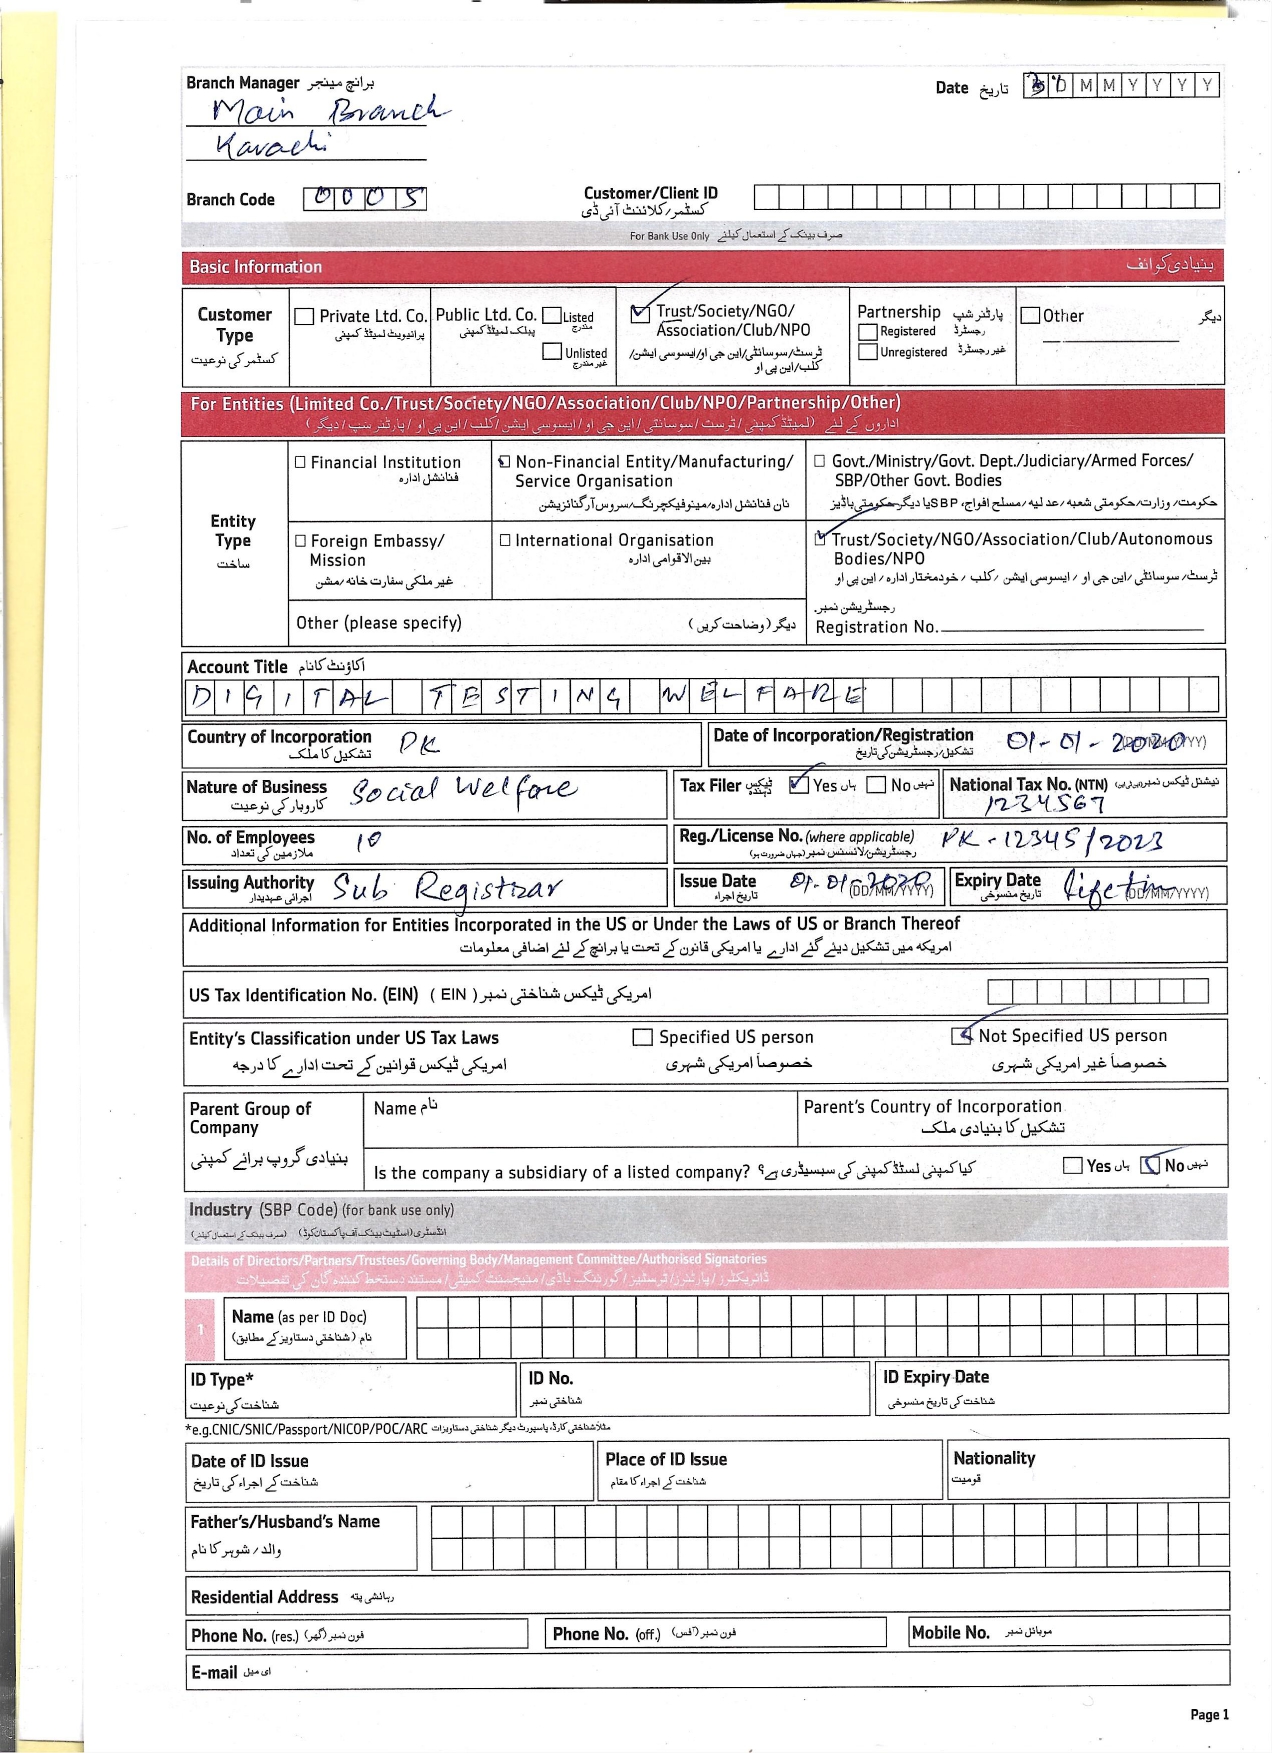 Branch Manager برانچ مینجر
Main Branch
Karachi
Date تاریخ D M M Y Y Y Y
Branch Code 0005
Customer/Client ID
کسٹمر/کلائنٹ آئی ڈی
For Bank Use Only صرف بینک کے استعمال کیلئے
Basic Information بنیادی کوائف
Customer Type
کسٹمر کی نوعیت
Private Ltd. Co.
پرائیویٹ لمیٹڈ کمپنی
Public Ltd. Co.
پبلک لمیٹڈ کمپنی
Listed
مندرج
Unlisted
غیر مندرج
Trust/Society/NGO/
Association/Club/NPO
ٹرسٹ/سوسائٹی/این جی او/ایسوسی ایشن/
کلب/این پی او
Partnership پارٹنر شپ
Registered رجسٹرڈ
Unregistered غیر رجسٹرڈ
Other دیگر
For Entities (Limited Co./Trust/Society/NGO/Association/Club/NPO/Partnership/Other)
اداروں کے لئے (لمیٹڈ کمپنی/ٹرسٹ/سوسائٹی/این جی او/ایسوسی ایشن/کلب/این پی او/پارٹنر شپ/دیگر)
Entity
Type
ساخت
Financial Institution
فنانشل ادارہ
Non-Financial Entity/Manufacturing/
Service Organisation
نان فنانشل ادارہ/مینوفیکچرنگ/سروس آرگنائزیشن
Govt./Ministry/Govt. Dept./Judiciary/Armed Forces/
SBP/Other Govt. Bodies
حکومت/وزارت/حکومتی شعبہ/عدلیہ/مسلح افواج، SBP یا دیگر حکومتی باڈیز
Foreign Embassy/
Mission
غیر ملکی سفارت خانہ/مشن
International Organisation
بین الاقوامی ادارہ
Trust/Society/NGO/Association/Club/Autonomous
Bodies/NPO
ٹرسٹ/سوسائٹی/این جی او/ایسوسی ایشن/کلب/خودمختار ادارہ/این پی او
رجسٹریشن نمبر
Registration No.
Other (please specify) دیگر (وضاحت کریں)
Account Title اکاؤنٹ کا نام
DIGITAL TESTING WELFARE
Country of Incorporation PK
تشکیل کا ملک
Date of Incorporation/Registration 01-01-2020 (DD/MM/YYYY)
تشکیل/رجسٹریشن کی تاریخ
Nature of Business Social Welfare
کاروبار کی نوعیت
Tax Filer ٹیکس دہندہ Yes ہاں No نہیں
National Tax No. (NTN) نیشنل ٹیکس نمبر (این ٹی این)
1234567
No. of Employees 10
ملازمین کی تعداد
Reg./License No. (where applicable) PK-12345/2023
رجسٹریشن/لائسنس نمبر (جہاں ضرورت ہو)
Issuing Authority Sub Registrar
اجرائی عہدیدار
Issue Date 01-01-2020 (DD/MM/YYYY)
تاریخ اجراء
Expiry Date (DD/MM/YYYY)
تاریخ منسوخی
Additional Information for Entities Incorporated in the US or Under the Laws of US or Branch Thereof
امریکہ میں تشکیل دیئے گئے ادارے یا امریکی قانون کے تحت یا برانچ کے لئے اضافی معلومات
US Tax Identification No. (EIN) (EIN) امریکی ٹیکس شناختی نمبر
Entity's Classification under US Tax Laws
امریکی ٹیکس قوانین کے تحت ادارے کا درجہ
Specified US person
خصوصاً امریکی شہری
Not Specified US person
خصوصاً غیر امریکی شہری
Parent Group of
Company
بنیادی گروپ برائے کمپنی
Name نام
Parent's Country of Incorporation
تشکیل کا بنیادی ملک
Is the company a subsidiary of a listed company? کیا کمپنی لسٹڈ کمپنی کی سبسیڈری ہے؟ Yes ہاں No نہیں
Industry (SBP Code) (for bank use only)
انڈسٹری (اسٹیٹ بینک آف پاکستان کوڈ) (صرف بینک کے استعمال کیلئے)
Details of Directors/Partners/Trustees/Governing Body/Management Committee/Authorised Signatories
ڈائریکٹرز/پارٹنرز/ٹرسٹیز/گورننگ باڈی/منیجمنٹ کمیٹی/مستند دستخط کنندہ گان کی تفصیلات
1
Name (as per ID Doc)
نام (شناختی دستاویز کے مطابق)
ID Type*
شناخت کی نوعیت
ID No.
شناختی نمبر
ID Expiry Date
شناخت کی تاریخ منسوخی
*e.g.CNIC/SNIC/Passport/NICOP/POC/ARC مثلاً شناختی کارڈ، پاسپورٹ دیگر شناختی دستاویزات
Date of ID Issue
شناخت کے اجراء کی تاریخ
Place of ID Issue
شناخت کے اجراء کا مقام
Nationality
قومیت
Father's/Husband's Name
والد/شوہر کا نام
Residential Address رہائشی پتہ
Phone No. (res.) فون نمبر (گھر)
Phone No. (off.) فون نمبر (آفس)
Mobile No. موبائل نمبر
E-mail ای میل
Page 1